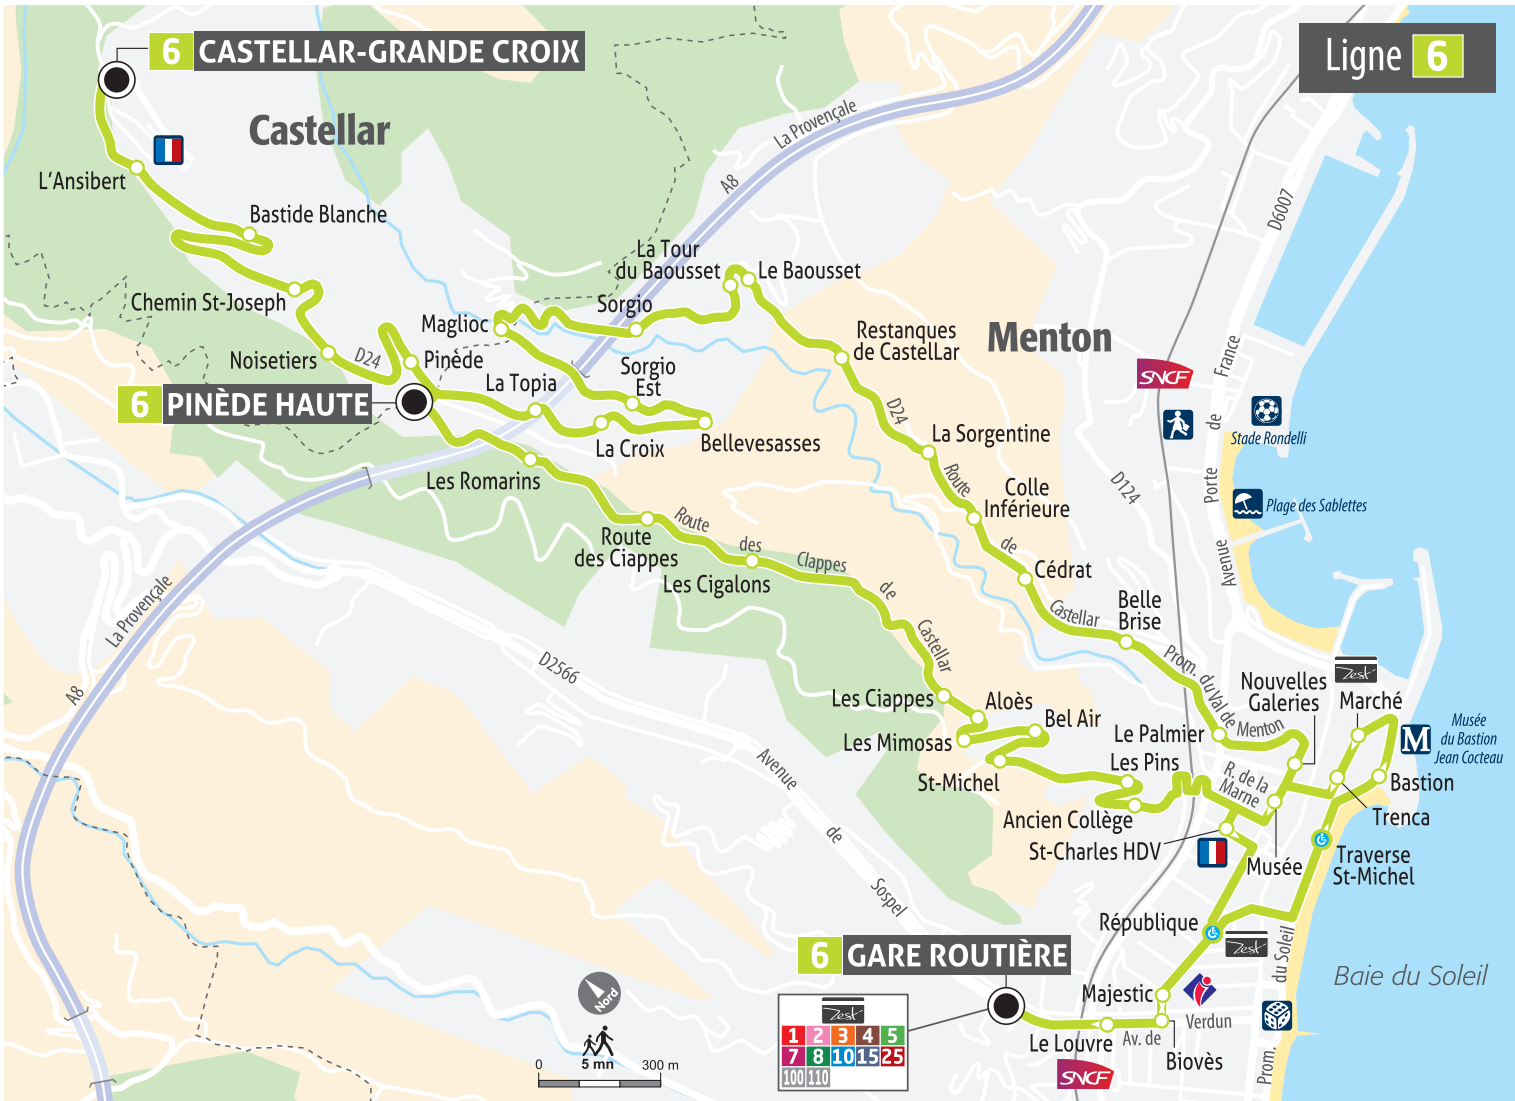 6 CASTELLAR-GRANDE CROIX
Ligne 6
Castellar
La Provençale
A8
L'Ansibert
Bastide Blanche
D6007
La Tour
du Baousset
Le Baousset
Chemin St-Joseph
Sorgio
Maglioc
Restanques
de CastelLar
Menton
Noisetiers
D24
Pinède
SNCF
France
de
Porte
Avenue
Sorgio
Est
La Topia
6 PINÈDE HAUTE
D24
Stade Rondelli
La Croix
Bellevesasses
La Sorgentine
Les Romarins
Route
Colle
Inférieure
D124
Plage des Sablettes
Route
des Ciappes
Route
des
Clappes
de
Castellar
Les Cigalons
de
Cédrat
Castellar
Belle
Brise
La Provençale
A8
D2566
Prom. du Val de Menton
Zest
Nouvelles
Galeries
Marché
Les Ciappes
Aloès
Bel Air
Les Mimosas
Le Palmier
M
Musée
du Bastion
Jean Cocteau
Les Pins
St-Michel
R. de la
Marne
Bastion
Avenue
de
Sospel
Ancien Collège
Trenca
St-Charles HDV
Musée
Traverse
St-Michel
République
Zest
6 GARE ROUTIÈRE
du Soleil
Baie du Soleil
Nord
Majestic
Zest
1 2 3 4 5
7 8 10 15 25
100 110
Verdun
Av. de
Le Louvre
Biovès
Prom.
SNCF
0
5 mn
300 m